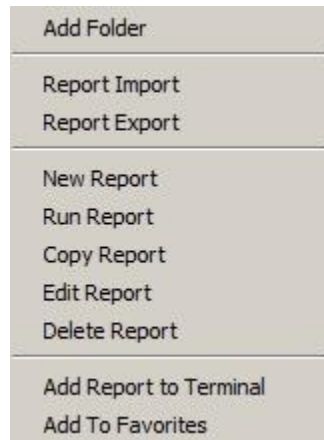 Add Folder
Report Import
Report Export
New Report
Run Report
Copy Report
Edit Report
Delete Report
Add Report to Terminal
Add To Favorites